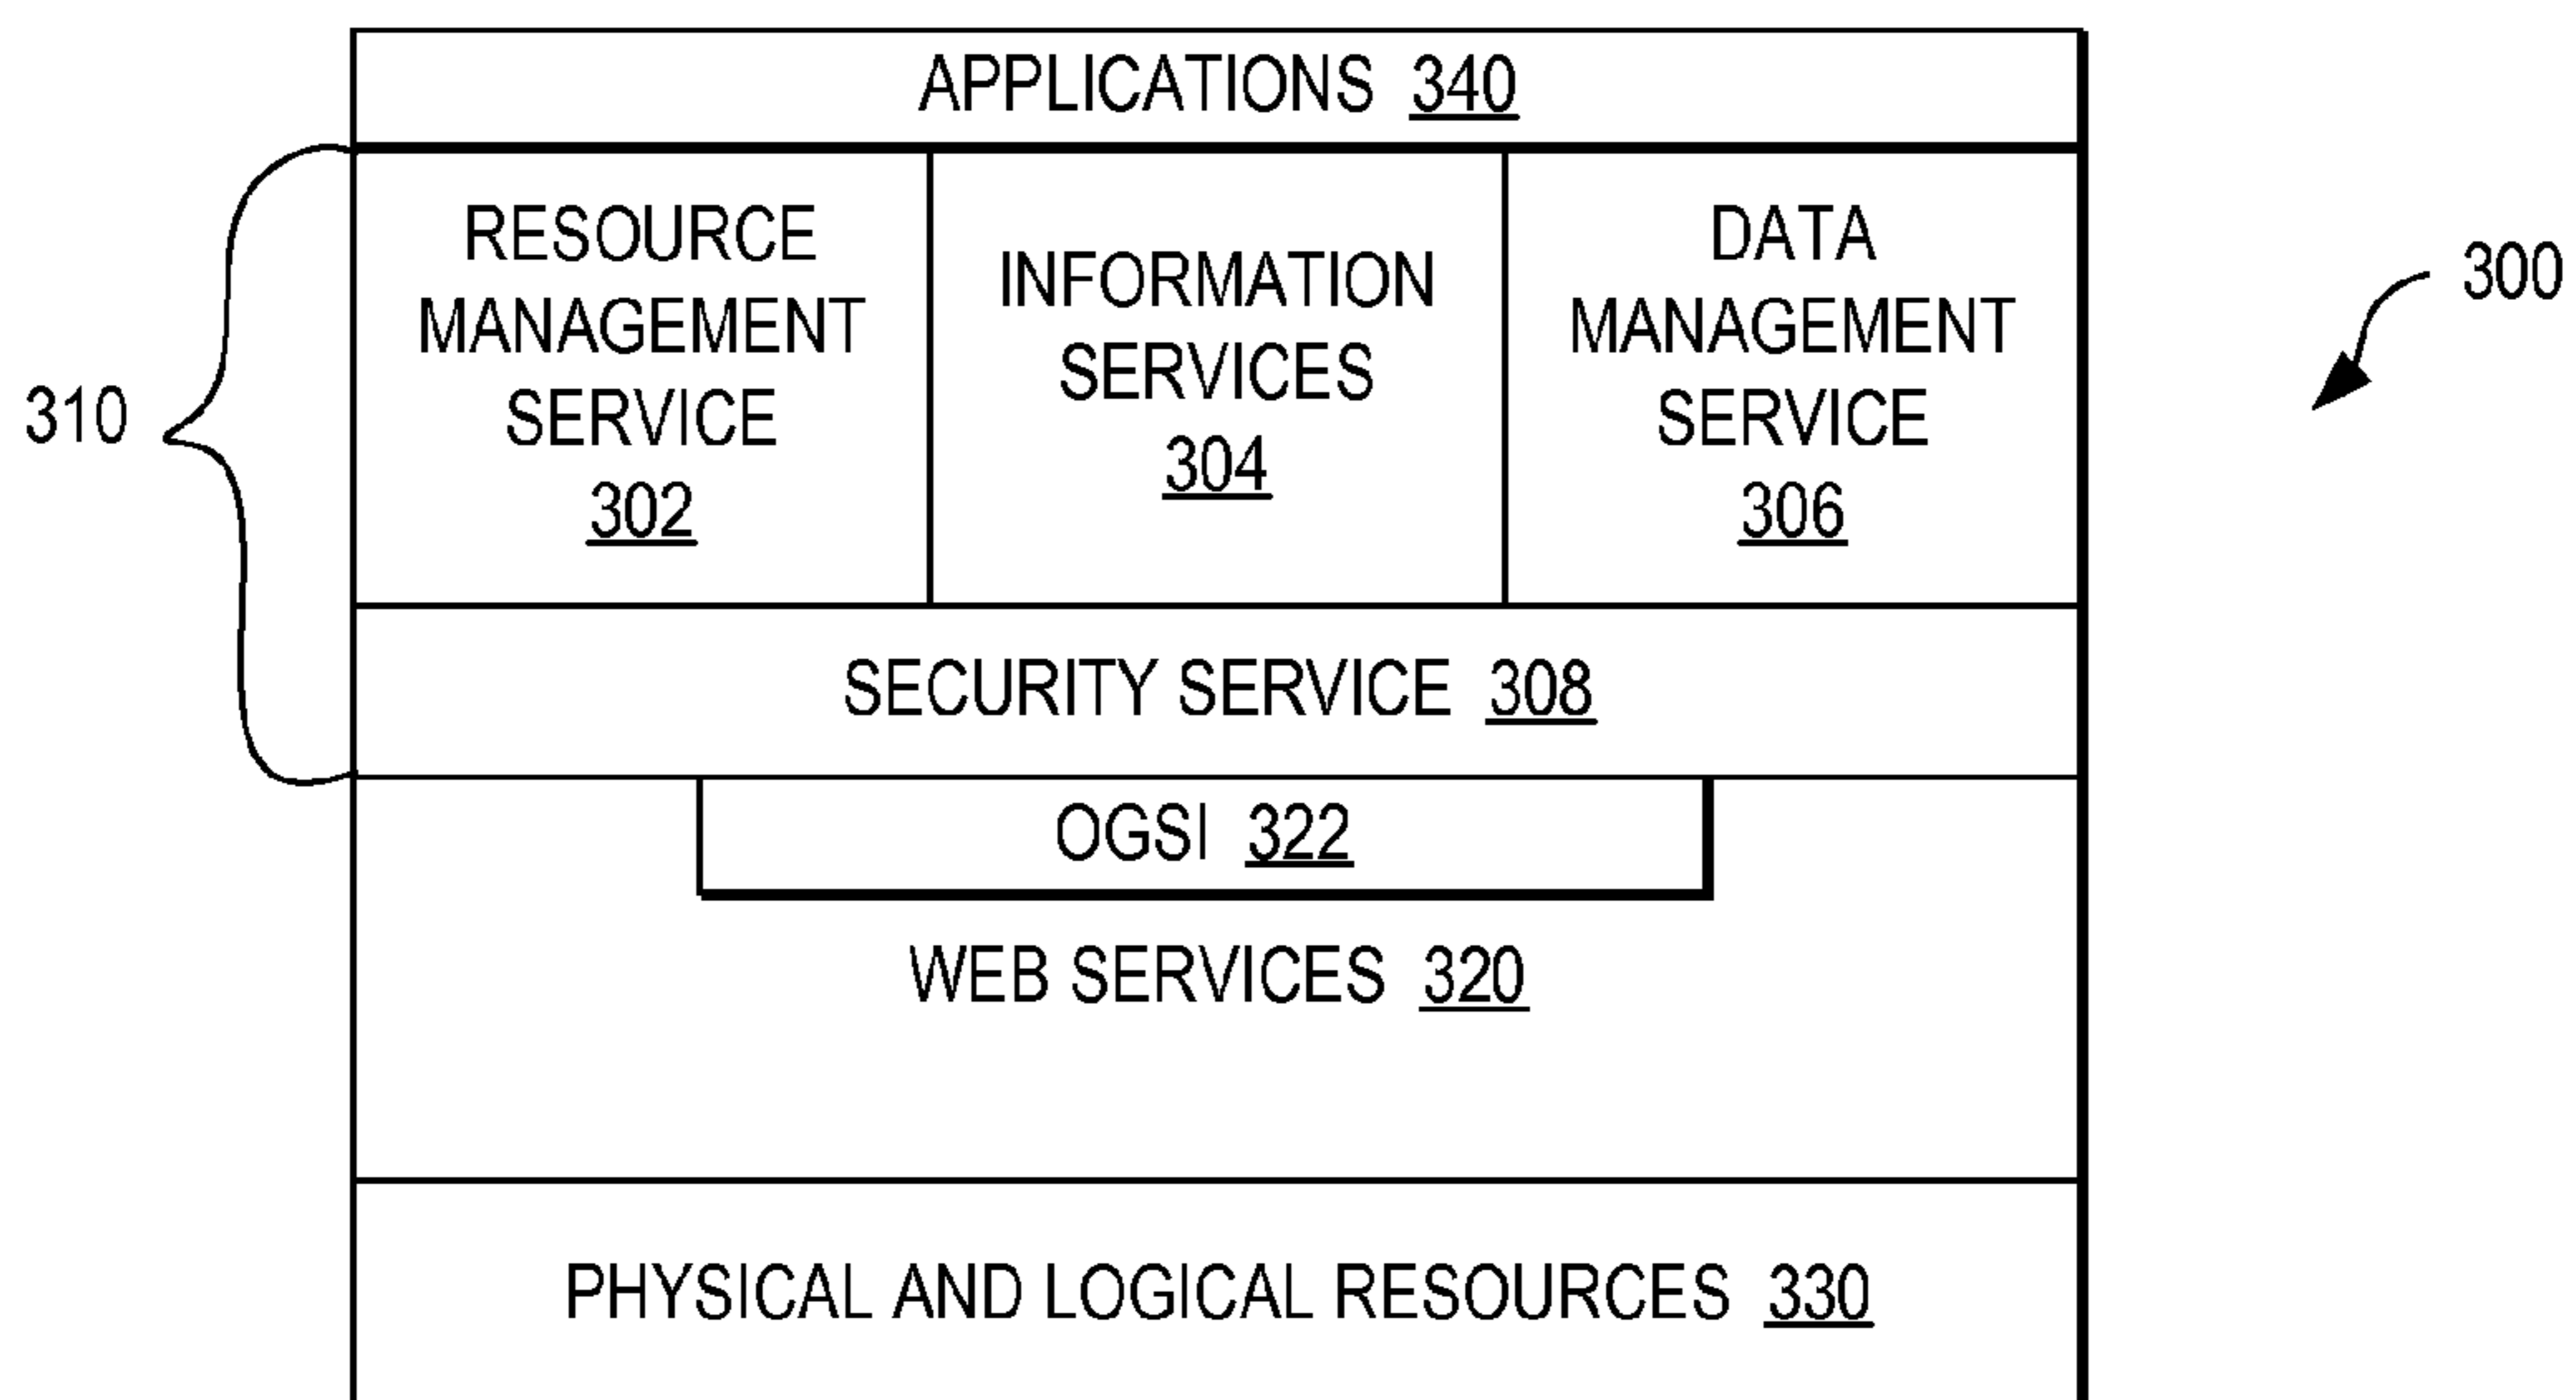 APPLICATIONS 340
RESOURCE
MANAGEMENT
SERVICE
302
INFORMATION
SERVICES
304
DATA
MANAGEMENT
SERVICE
306
300
310
SECURITY SERVICE 308
OGSI 322
WEB SERVICES 320
PHYSICAL AND LOGICAL RESOURCES 330